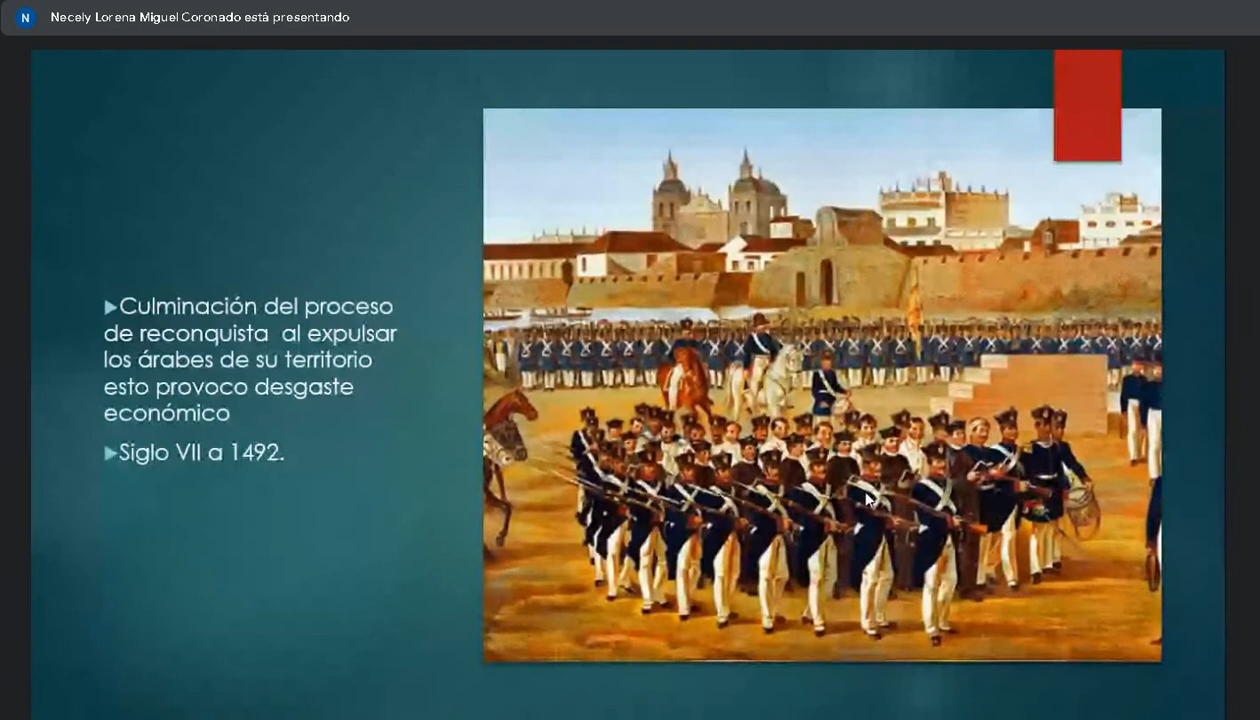 N Necely Lorena Miguel Coronado está presentando
▶Culminación del proceso
de reconquista al expulsar
los árabes de su territorio
esto provoco desgaste
económico
▶Siglo VII a 1492.